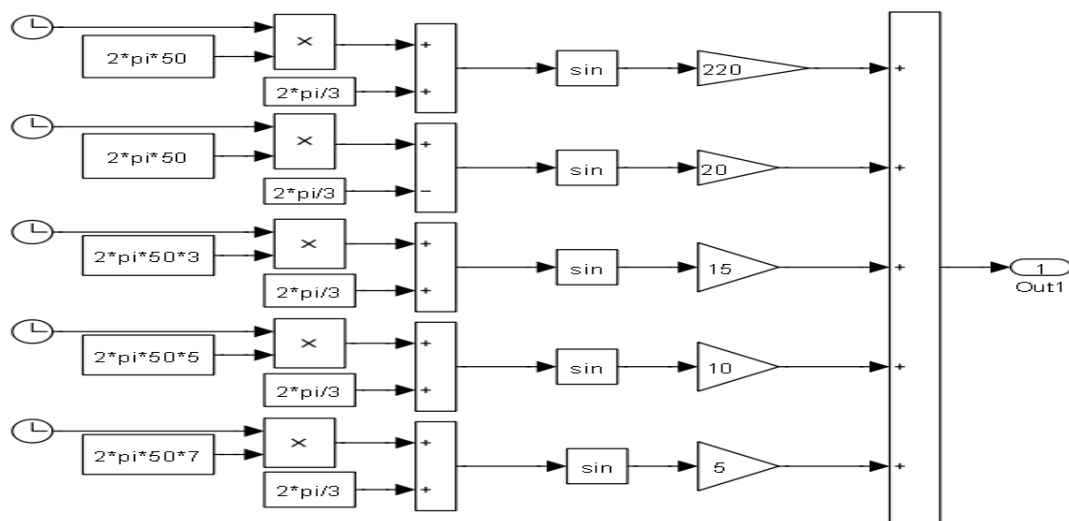 2*pi*50
×
+
2*pi/3
+
sin
220
+
2*pi*50
×
+
2*pi/3
−
sin
20
+
2*pi*50*3
×
+
2*pi/3
+
sin
15
+
1
Out1
2*pi*50*5
×
+
2*pi/3
+
sin
10
+
2*pi*50*7
×
+
2*pi/3
+
sin
5
+